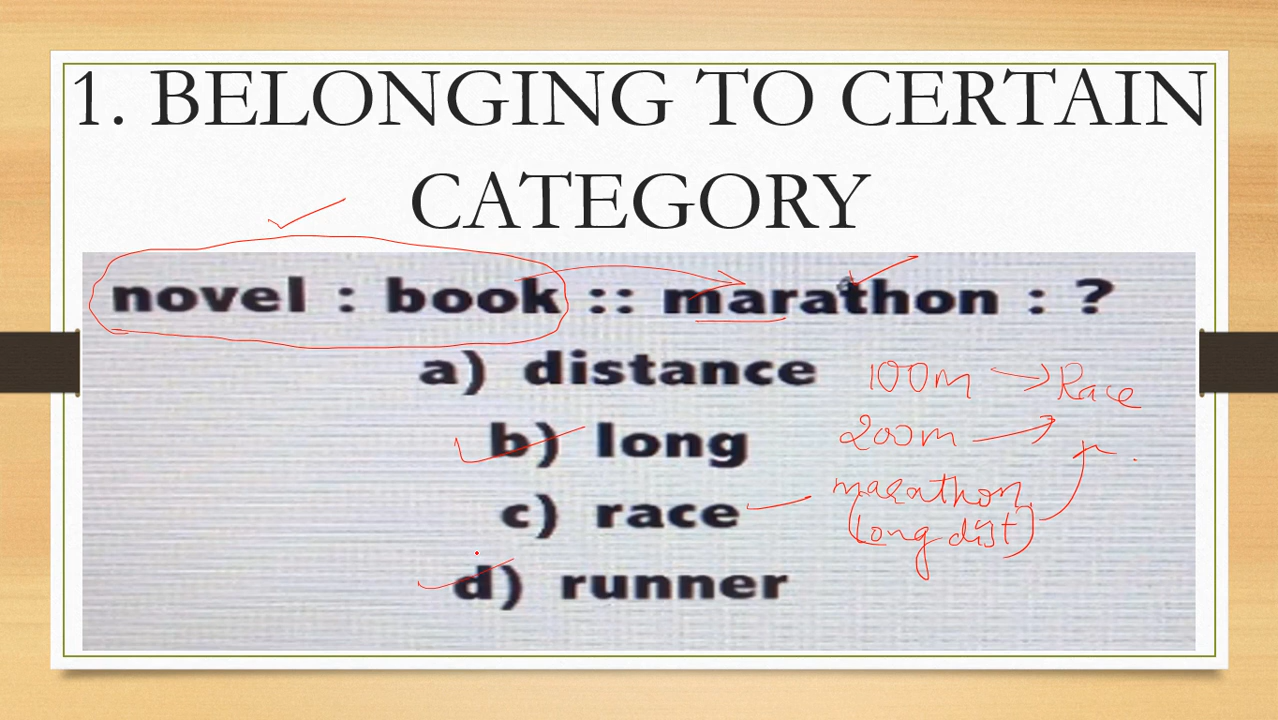 1. BELONGING TO CERTAIN
CATEGORY
novel : book :: marathon : ?
a) distance
100m → Race
b) long
200m
c) race
marathon
(long dist)
d) runner